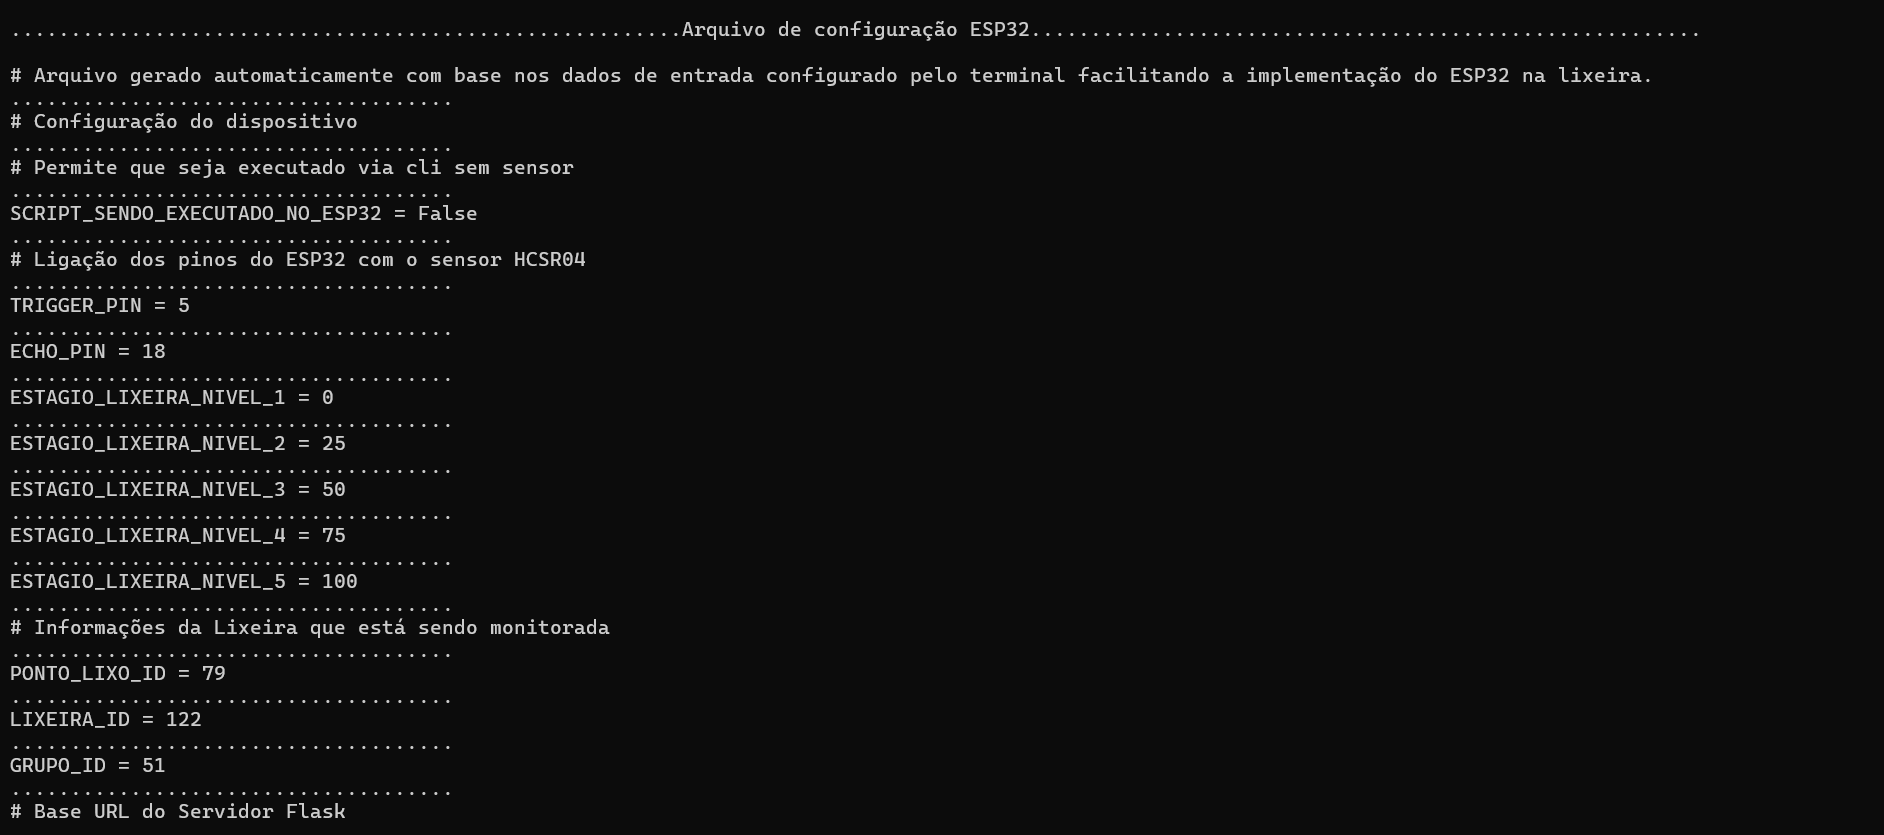 ........................................................Arquivo de configuração ESP32........................................................
# Arquivo gerado automaticamente com base nos dados de entrada configurado pelo terminal facilitando a implementação do ESP32 na lixeira.
.....................................
# Configuração do dispositivo
.....................................
# Permite que seja executado via cli sem sensor
.....................................
SCRIPT_SENDO_EXECUTADO_NO_ESP32 = False
.....................................
# Ligação dos pinos do ESP32 com o sensor HCSR04
.....................................
TRIGGER_PIN = 5
.....................................
ECHO_PIN = 18
.....................................
ESTAGIO_LIXEIRA_NIVEL_1 = 0
.....................................
ESTAGIO_LIXEIRA_NIVEL_2 = 25
.....................................
ESTAGIO_LIXEIRA_NIVEL_3 = 50
.....................................
ESTAGIO_LIXEIRA_NIVEL_4 = 75
.....................................
ESTAGIO_LIXEIRA_NIVEL_5 = 100
.....................................
# Informações da Lixeira que está sendo monitorada
.....................................
PONTO_LIXO_ID = 79
.....................................
LIXEIRA_ID = 122
.....................................
GRUPO_ID = 51
.....................................
# Base URL do Servidor Flask